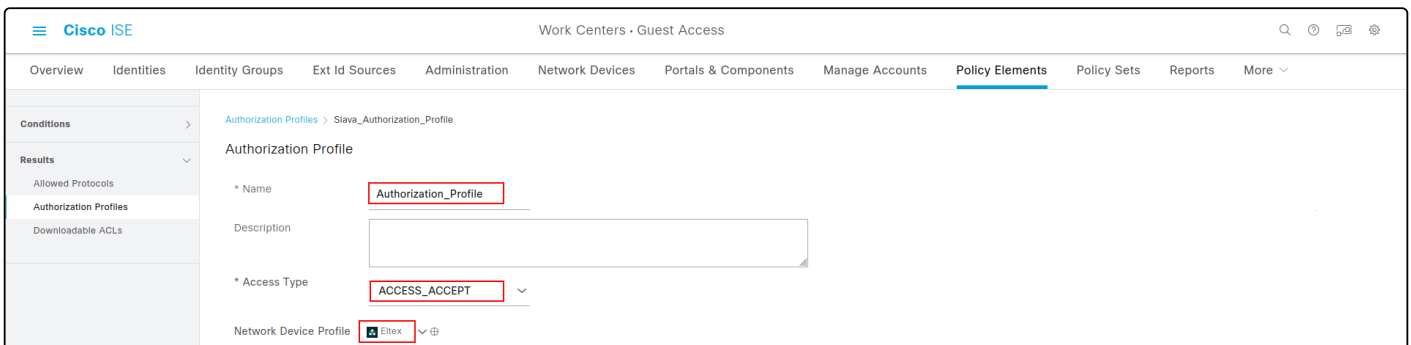 Cisco ISE
Work Centers · Guest Access
Overview Identities Identity Groups Ext Id Sources Administration Network Devices Portals & Components Manage Accounts Policy Elements Policy Sets Reports More
Conditions
Authorization Profiles > Slava_Authorization_Profile
Authorization Profile
Results
Allowed Protocols
Authorization Profiles
Downloadable ACLs
* Name Authorization_Profile
Description
* Access Type ACCESS_ACCEPT
Network Device Profile Eltex